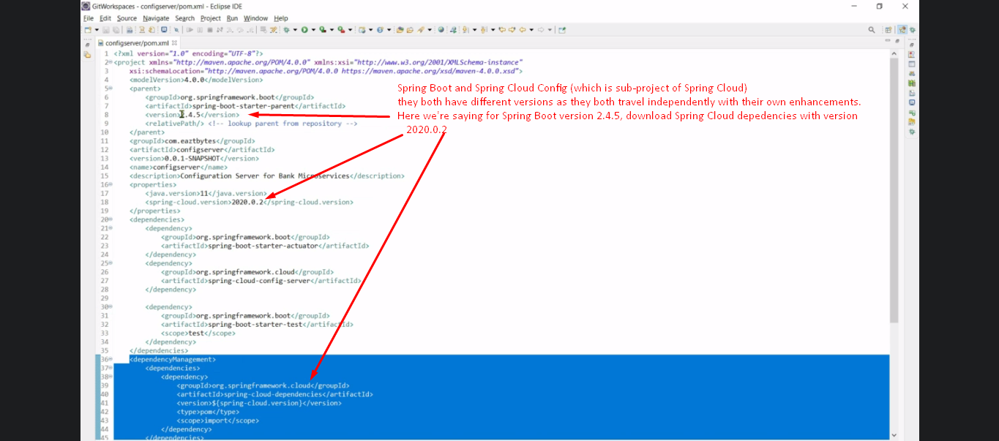 GitWorkspaces - configserver/pom.xml - Eclipse IDE
File Edit Source Navigate Search Project Run Window Help
configserver/pom.xml
1 <?xml version="1.0" encoding="UTF-8"?>
2 <project xmlns="http://maven.apache.org/POM/4.0.0" xmlns:xsi="http://www.w3.org/2001/XMLSchema-instance"
3 xsi:schemaLocation="http://maven.apache.org/POM/4.0.0 https://maven.apache.org/xsd/maven-4.0.0.xsd">
4 <modelVersion>4.0.0</modelVersion>
5 <parent>
6 <groupId>org.springframework.boot</groupId>
7 <artifactId>spring-boot-starter-parent</artifactId>
8 <version>2.4.5</version>
9 <relativePath/> <!-- lookup parent from repository -->
10 </parent>
11 <groupId>com.eaztbytes</groupId>
12 <artifactId>configserver</artifactId>
13 <version>0.0.1-SNAPSHOT</version>
14 <name>configserver</name>
15 <description>Configuration Server for Bank Microservices</description>
16 <properties>
17 <java.version>11</java.version>
18 <spring-cloud.version>2020.0.2</spring-cloud.version>
19 </properties>
20 <dependencies>
21 <dependency>
22 <groupId>org.springframework.boot</groupId>
23 <artifactId>spring-boot-starter-actuator</artifactId>
24 </dependency>
25 <dependency>
26 <groupId>org.springframework.cloud</groupId>
27 <artifactId>spring-cloud-config-server</artifactId>
28 </dependency>
29
30 <dependency>
31 <groupId>org.springframework.boot</groupId>
32 <artifactId>spring-boot-starter-test</artifactId>
33 <scope>test</scope>
34 </dependency>
35 </dependencies>
36 <dependencyManagement>
37 <dependencies>
38 <dependency>
39 <groupId>org.springframework.cloud</groupId>
40 <artifactId>spring-cloud-dependencies</artifactId>
41 <version>${spring-cloud.version}</version>
42 <type>pom</type>
43 <scope>import</scope>
44 </dependency>
45 </dependencies>
Spring Boot and Spring Cloud Config (which is sub-project of Spring Cloud)
they both have different versions as they both travel independently with their own enhancements.
Here we're saying for Spring Boot version 2.4.5, download Spring Cloud depedencies with version
2020.0.2